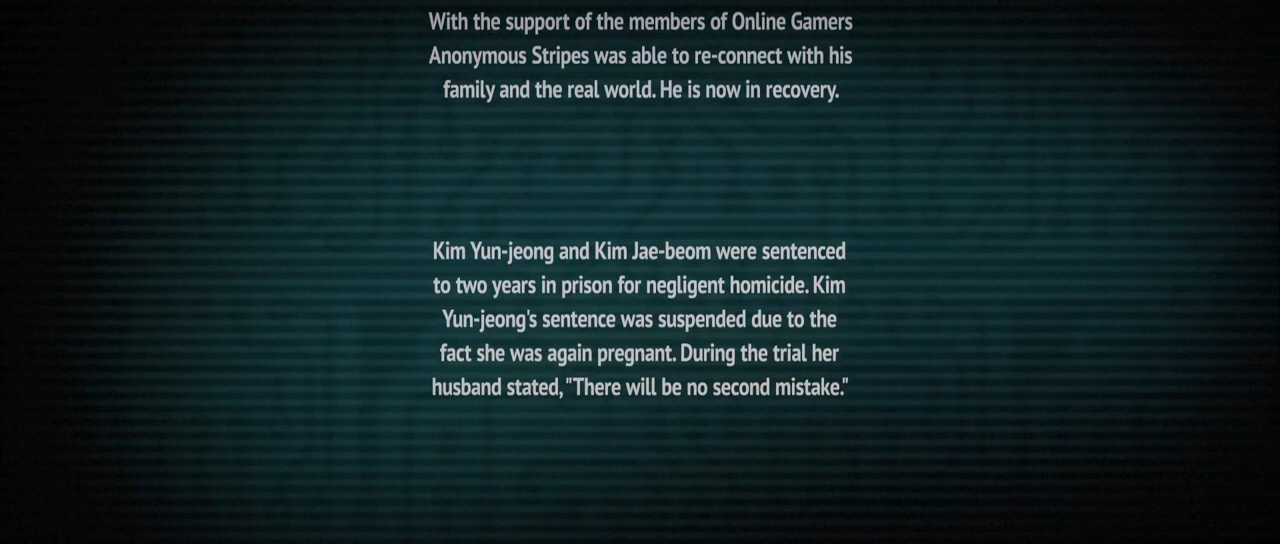 With the support of the members of Online Gamers
Anonymous Stripes was able to re-connect with his
family and the real world. He is now in recovery.
Kim Yun-jeong and Kim Jae-beom were sentenced
to two years in prison for negligent homicide. Kim
Yun-jeong's sentence was suspended due to the
fact she was again pregnant. During the trial her
husband stated, "There will be no second mistake."